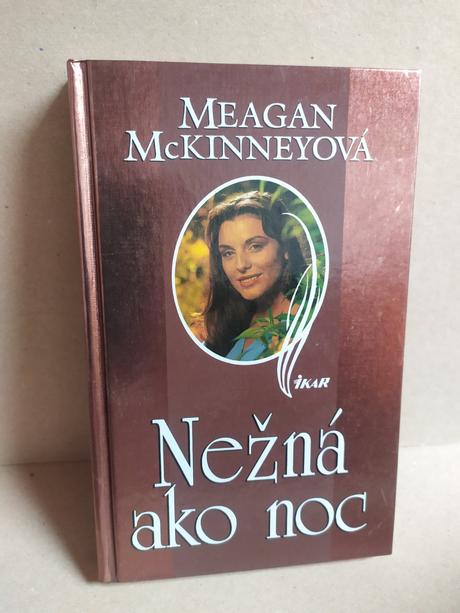 MEAGAN
MCKINNEYOVÁ
IKAR
Nežná
ako noc